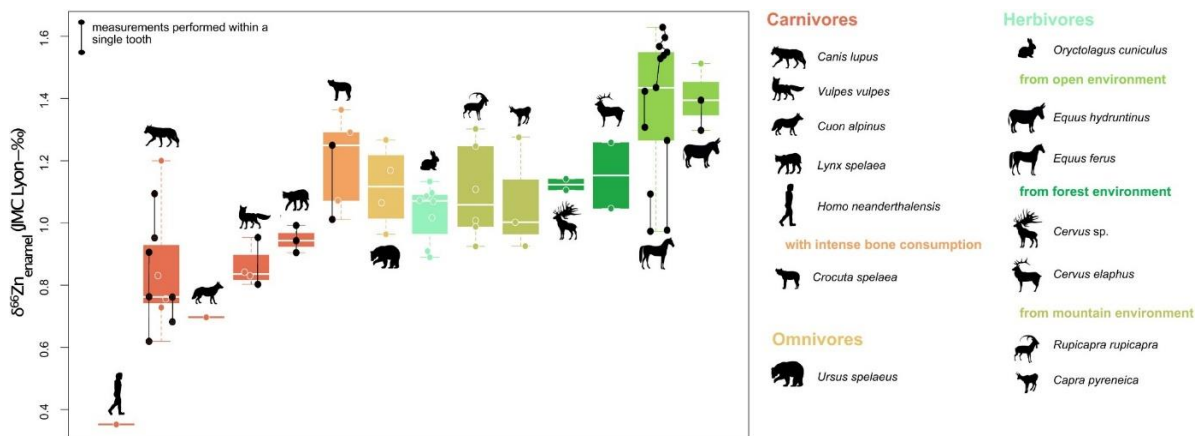 measurements performed within a
single tooth
1.6
1.4
1.2
1.0
0.8
0.6
0.4
δ⁶⁶Zn enamel (JMC Lyon–‰)
Carnivores
Canis lupus
Vulpes vulpes
Cuon alpinus
Lynx spelaea
Homo neanderthalensis
with intense bone consumption
Crocuta spelaea
Omnivores
Ursus spelaeus
Herbivores
Oryctolagus cuniculus
from open environment
Equus hydruntinus
Equus ferus
from forest environment
Cervus sp.
Cervus elaphus
from mountain environment
Rupicapra rupicapra
Capra pyreneica